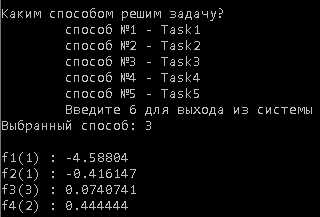 Каким способом решим задачу?
способ №1 - Task1
способ №2 - Task2
способ №3 - Task3
способ №4 - Task4
способ №5 - Task5
Введите 6 для выхода из системы
Выбранный способ: 3
f1(1) : -4.58804
f2(1) : -0.416147
f3(3) : 0.0740741
f4(2) : 0.444444